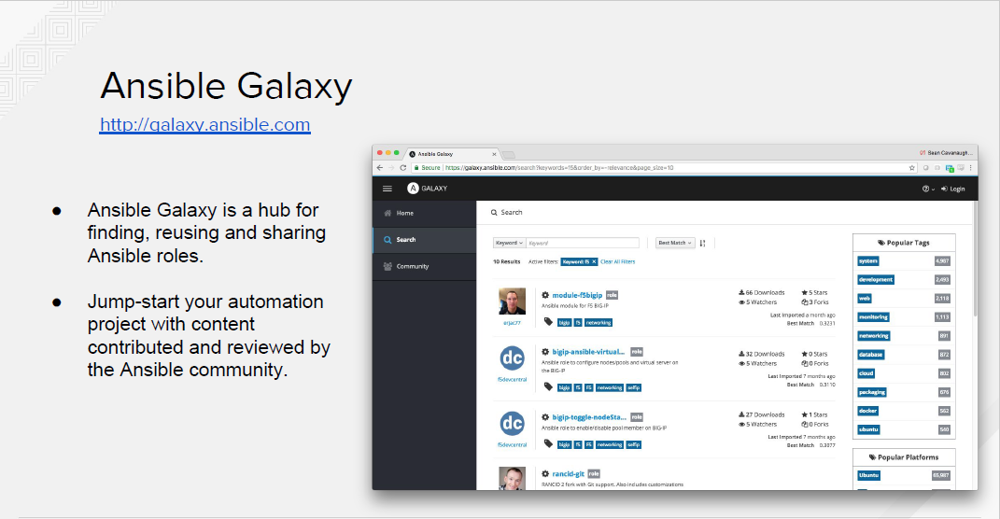 Ansible Galaxy
http://galaxy.ansible.com
● Ansible Galaxy is a hub for
finding, reusing and sharing
Ansible roles.
● Jump-start your automation
project with content
contributed and reviewed by
the Ansible community.
Ansible Galaxy
Sean Cavanaugh...
Secure https://galaxy.ansible.com/search?keywords=f5&order_by=-relevance&page_size=10
A GALAXY
Login
Home
Search
Community
Search
Keyword Keyword Best Match
10 Results Active filters: Keyword: f5 × Clear All Filters
module-f5bigip role
Ansible module for F5 BIG-IP
erjac77
bigip f5 networking
66 Downloads 5 Stars
5 Watchers 3 Forks
Last Imported a month ago
Best Match 0.3231
dc
f5devcentral
bigip-ansible-virtual... role
Ansible role to configure nodes/pools and virtual server on
the BIG-IP
bigip f5 F5 networking selfip
32 Downloads 0 Stars
5 Watchers 0 Forks
Last Imported 7 months ago
Best Match 0.3110
dc
f5devcentral
bigip-toggle-nodeSta... role
Ansible role to enable/disable pool member on BIG-IP
bigip f5 F5 networking selfip
27 Downloads 1 Stars
5 Watchers 0 Forks
Last Imported 7 months ago
Best Match 0.3077
rancid-git role
RANCID 2 fork with Git support. Also includes customizations
Popular Tags
system 4,987
development 2,493
web 2,118
monitoring 1,113
networking 891
database 872
cloud 802
packaging 676
docker 562
ubuntu 560
Popular Platforms
Ubuntu 65,987